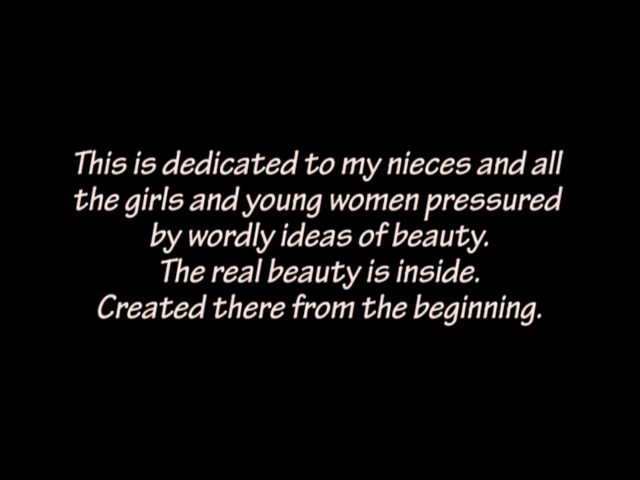 This is dedicated to my nieces and all
the girls and young women pressured
by wordly ideas of beauty.
The real beauty is inside.
Created there from the beginning.